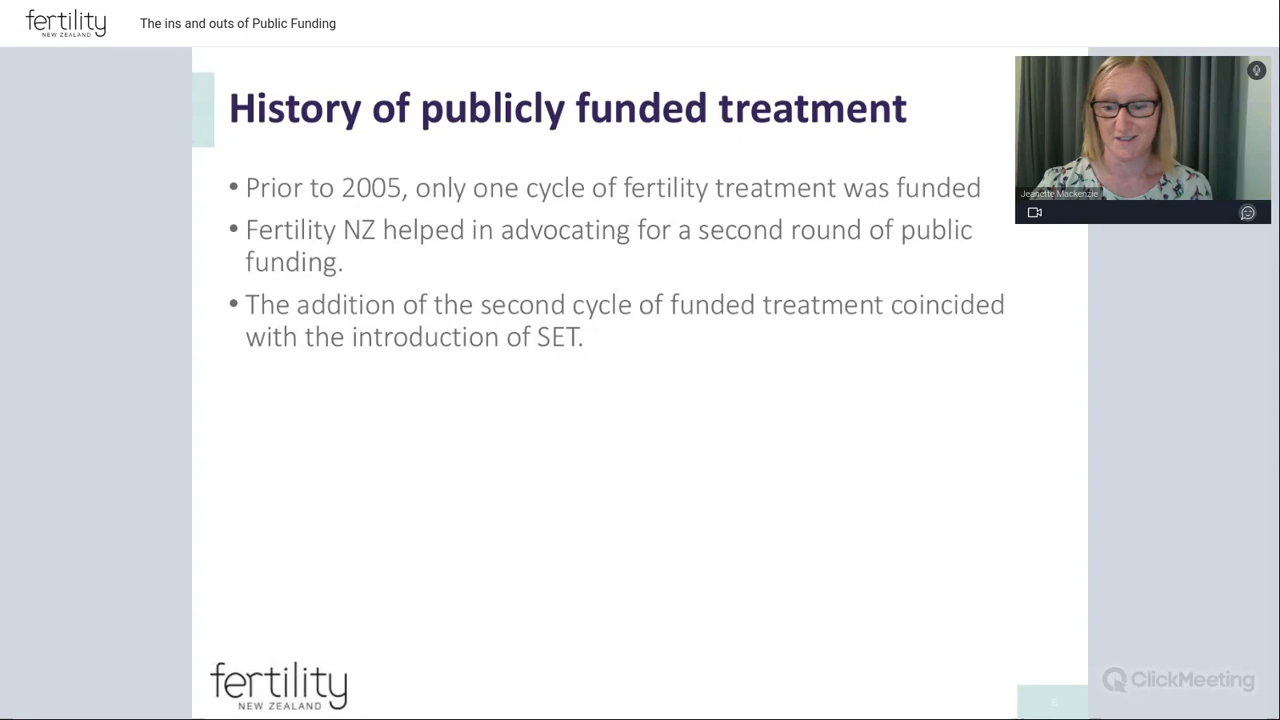 fertility
NEW ZEALAND
The ins and outs of Public Funding
History of publicly funded treatment
Jeanette Mackenzie
• Prior to 2005, only one cycle of fertility treatment was funded
• Fertility NZ helped in advocating for a second round of public
funding.
• The addition of the second cycle of funded treatment coincided
with the introduction of SET.
fertility
NEW ZEALAND
ClickMeeting